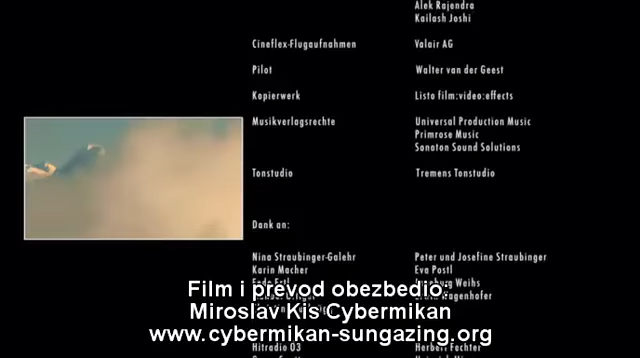 Alek Rajendra
Kailash Joshi
Cineflex-Flugaufnahmen Valair AG
Pilot Walter van der Geest
Kopierwerk Listo film:video:effects
Musikverlagsrechte Universal Production Music
Primrose Music
Sonoton Sound Solutions
Tonstudio Tremens Tonstudio
Dank an:
Nina Straubinger-Galehr Peter und Josefine Straubinger
Karin Macher Eva Postl
Weihs
Film i prevod obezbedio:
Miroslav Kis Cybermikan
www.cybermikan-sungazing.org
Hitradio Ö3 Herbert Fechter